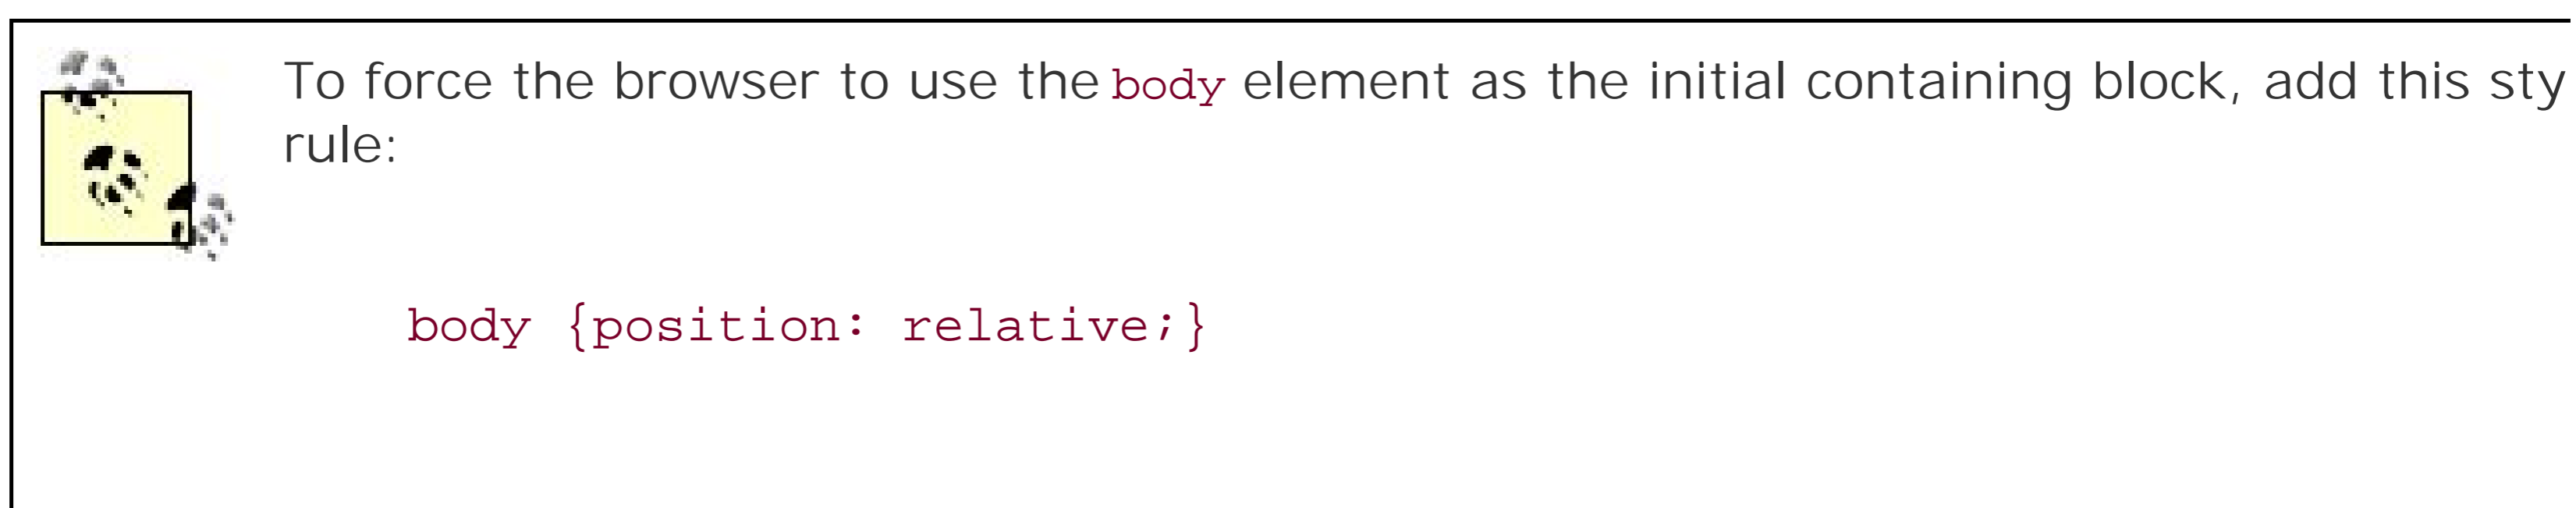 To force the browser to use the body element as the initial containing block, add this sty
rule:
body {position: relative;}